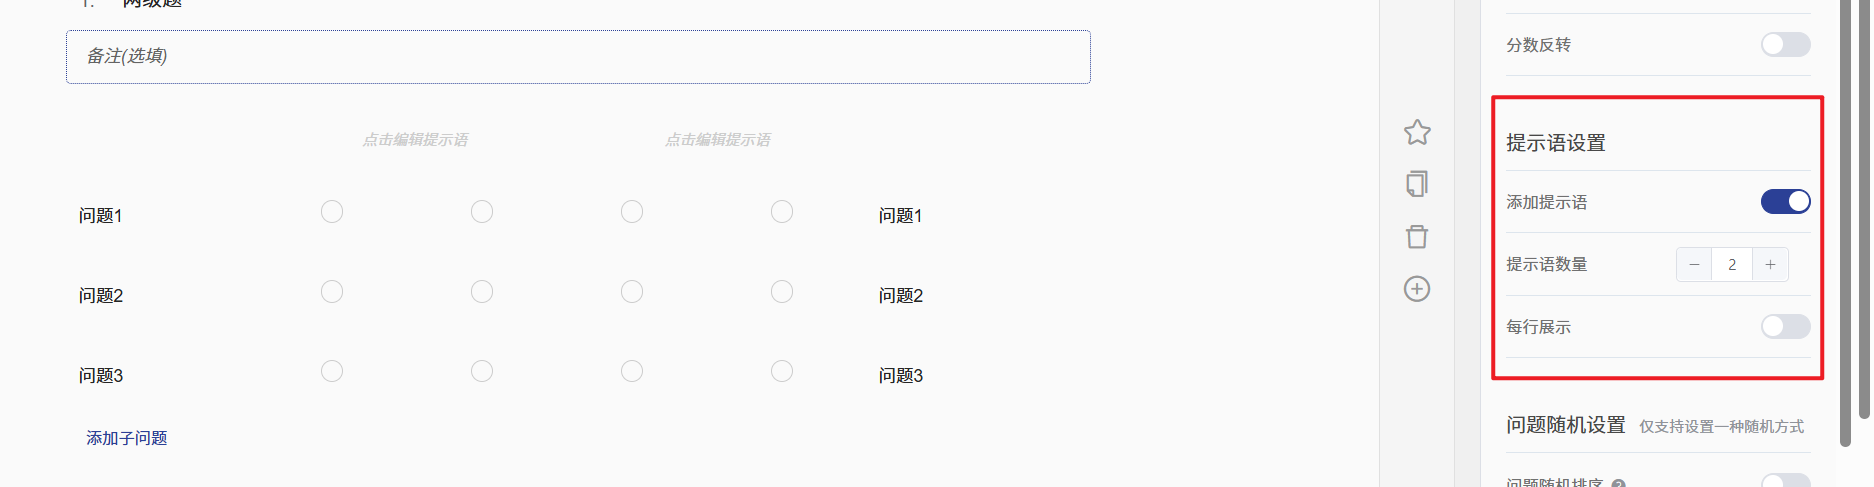 1. 两级题
备注(选填)
点击编辑提示语 点击编辑提示语
问题1 问题1
问题2 问题2
问题3 问题3
添加子问题
分数反转
提示语设置
添加提示语
提示语数量 − 2 +
每行展示
问题随机设置 仅支持设置一种随机方式
问题随机排序 ?